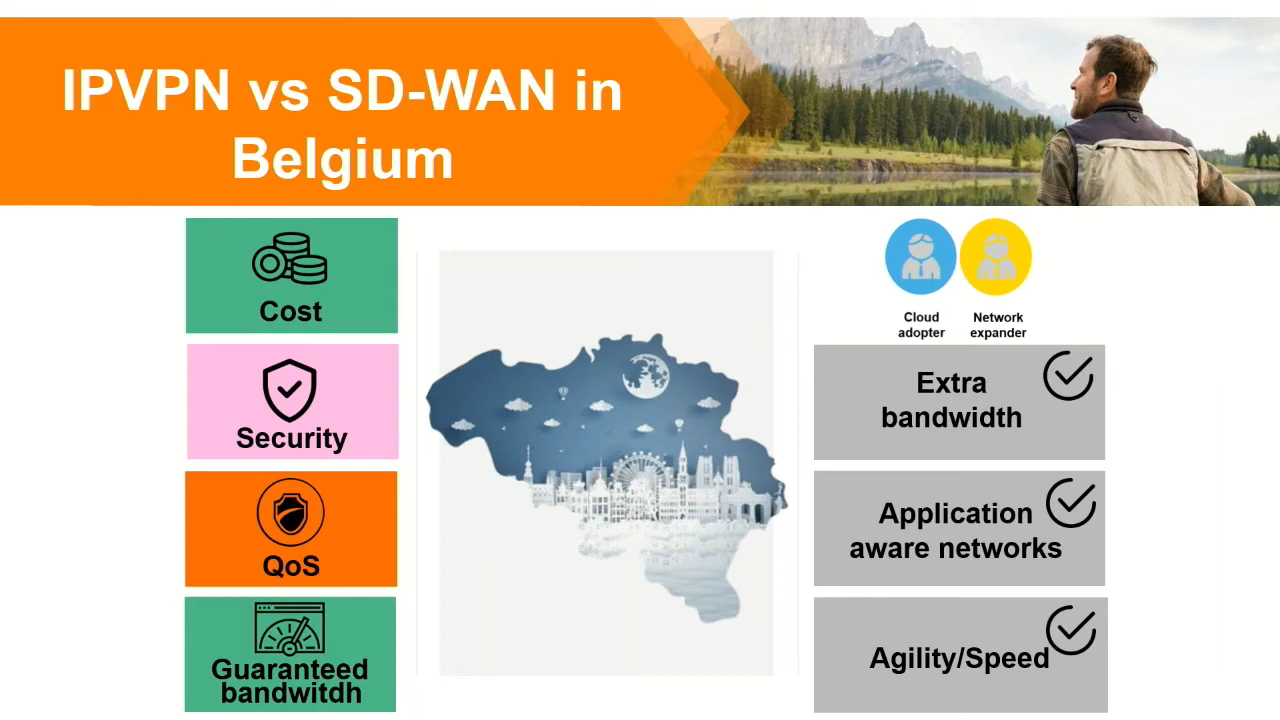 IPVPN vs SD-WAN in
Belgium
Cost
Security
QoS
Guaranteed
bandwitdh
Cloud
adopter
Network
expander
Extra
bandwidth
Application
aware networks
Agility/Speed